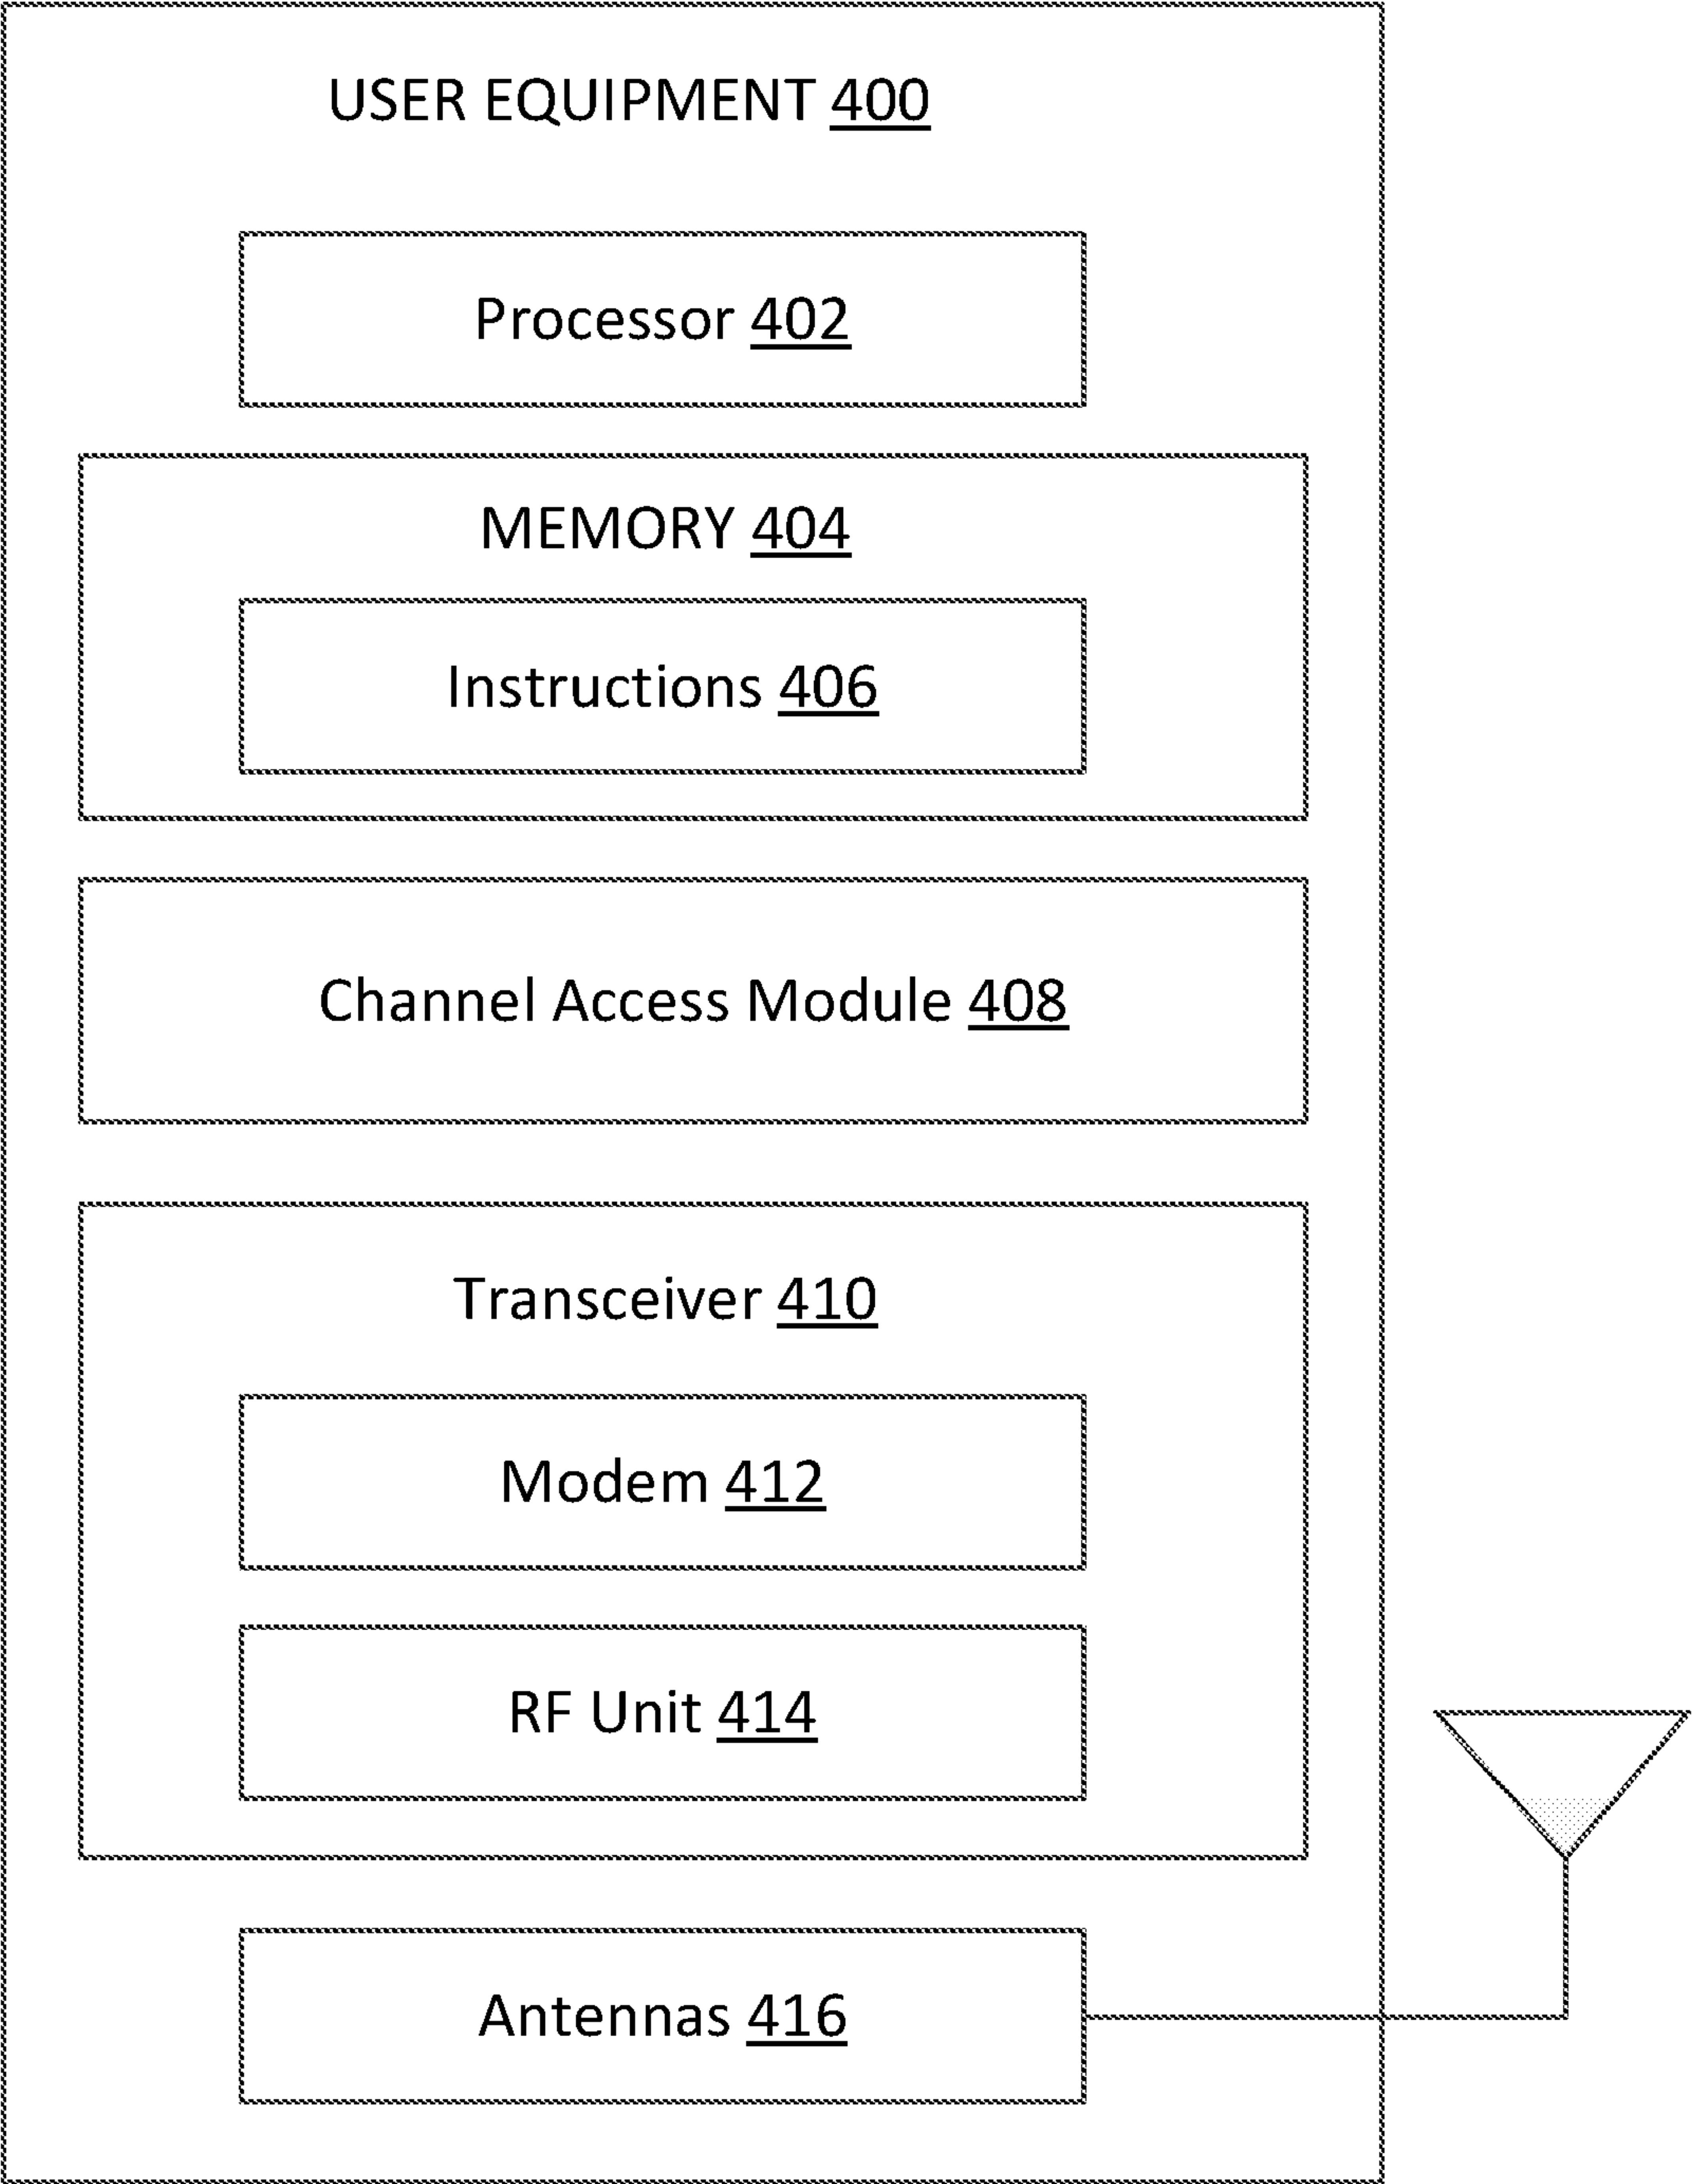 USER EQUIPMENT 400
Processor 402
MEMORY 404
Instructions 406
Channel Access Module 408
Transceiver 410
Modem 412
RF Unit 414
Antennas 416